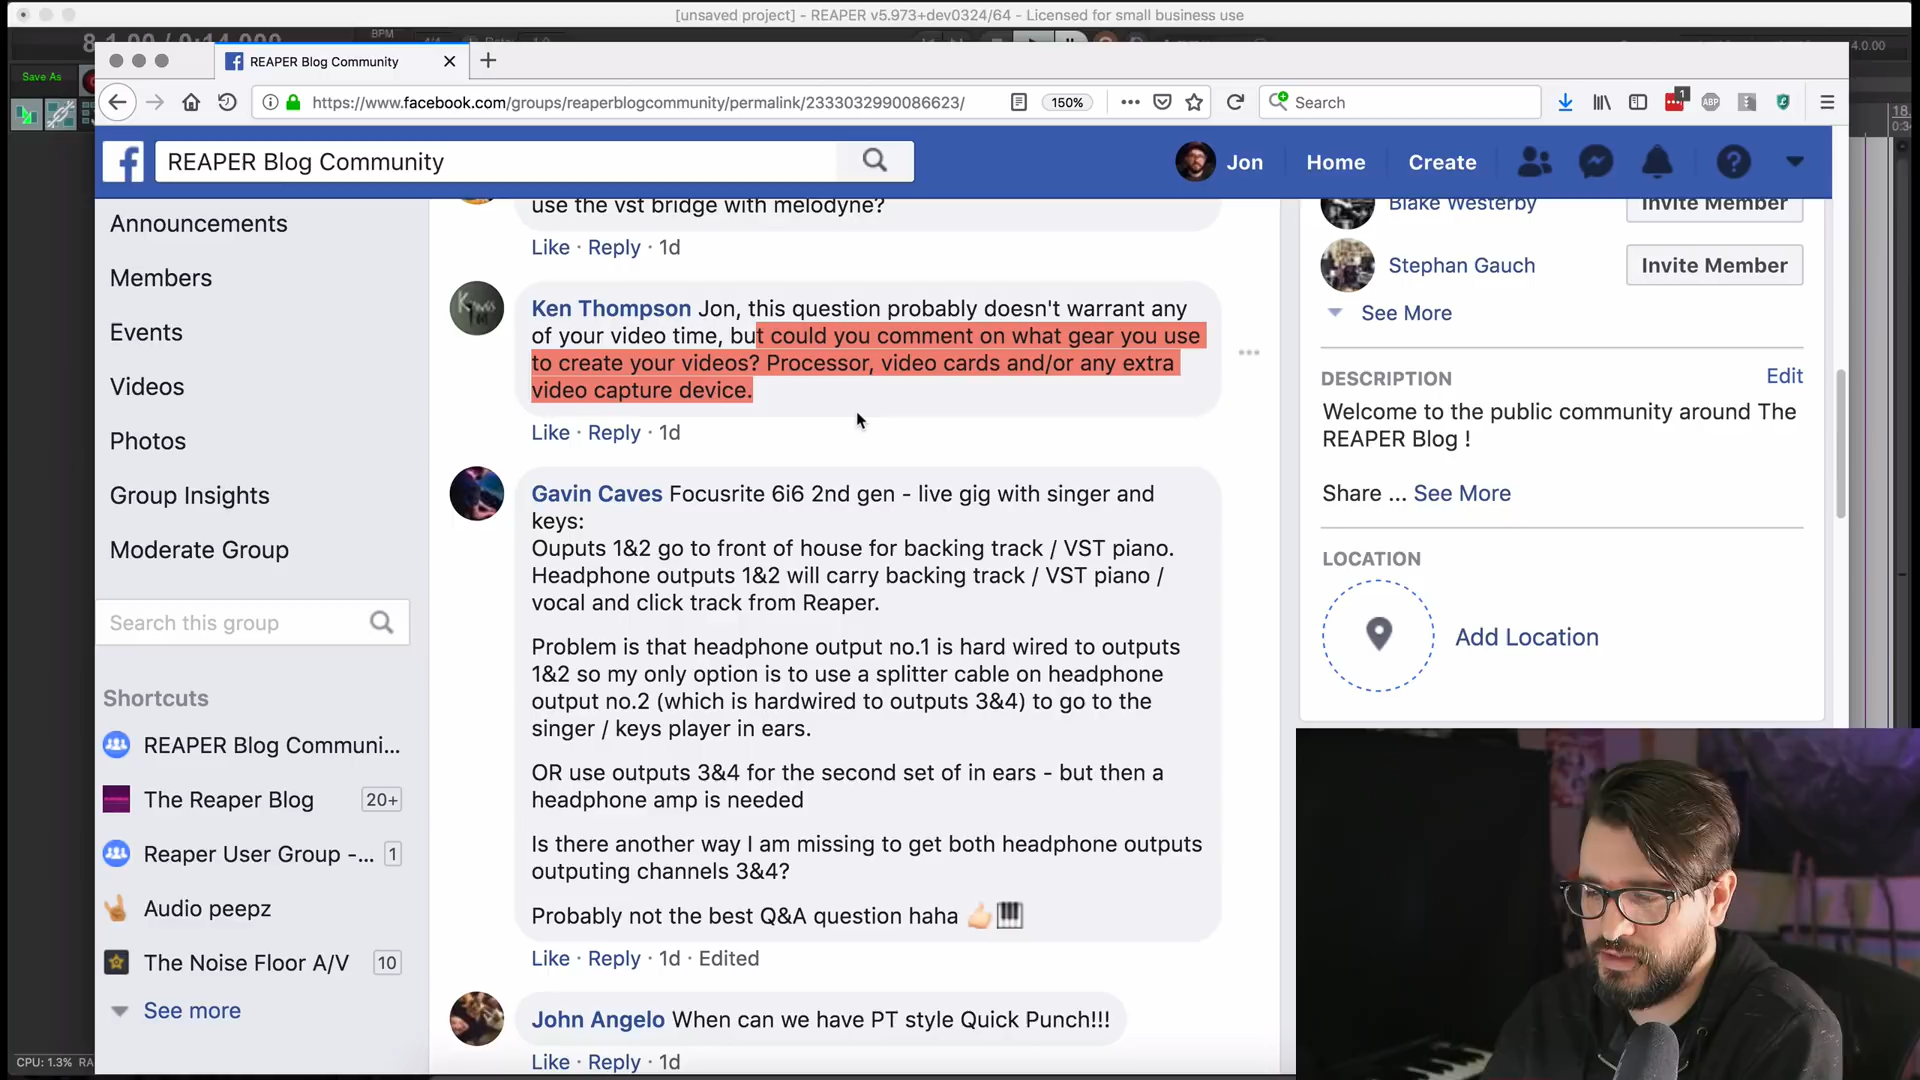 [unsaved project] - REAPER v5.973+dev0324/64 - Licensed for small business use
BPM
4.0.00
Save As
REAPER Blog Community
https://www.facebook.com/groups/reaperblogcommunity/permalink/2333032990086623/
150%
Search
1
ABP
18.
REAPER Blog Community
Jon
Home
Create
Announcements
Members
Events
Videos
Photos
Group Insights
Moderate Group
Search this group
Shortcuts
REAPER Blog Communi...
The Reaper Blog 20+
Reaper User Group -... 1
Audio peepz
The Noise Floor A/V 10
See more
CPU: 1.3% RA
use the vst bridge with melodyne?
Like · Reply · 1d
Ken Thompson Jon, this question probably doesn't warrant any
of your video time, but could you comment on what gear you use
to create your videos? Processor, video cards and/or any extra
video capture device.
Like · Reply · 1d
Gavin Caves Focusrite 6i6 2nd gen - live gig with singer and
keys:
Ouputs 1&2 go to front of house for backing track / VST piano.
Headphone outputs 1&2 will carry backing track / VST piano /
vocal and click track from Reaper.
Problem is that headphone output no.1 is hard wired to outputs
1&2 so my only option is to use a splitter cable on headphone
output no.2 (which is hardwired to outputs 3&4) to go to the
singer / keys player in ears.
OR use outputs 3&4 for the second set of in ears - but then a
headphone amp is needed
Is there another way I am missing to get both headphone outputs
outputing channels 3&4?
Probably not the best Q&A question haha 👍🏻🎹
Like · Reply · 1d · Edited
John Angelo When can we have PT style Quick Punch!!!
Like · Reply · 1d
Blake Westerby
Invite Member
Stephan Gauch
Invite Member
See More
DESCRIPTION
Edit
Welcome to the public community around The
REAPER Blog !
Share ... See More
LOCATION
Add Location